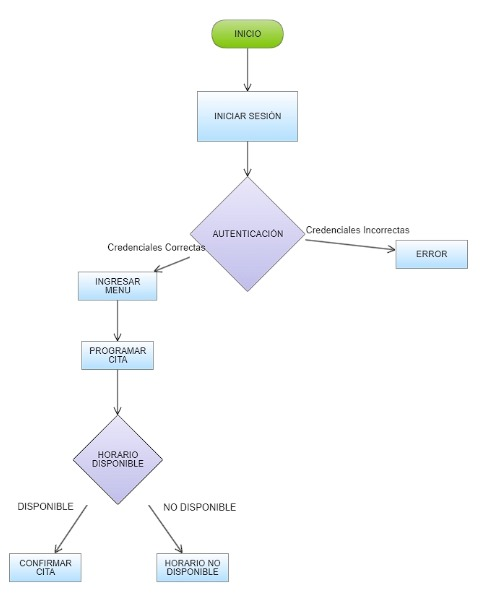 INICIO
INICIAR SESIÓN
AUTENTICACIÓN
Credenciales Incorrectas
Credenciales Correctas
ERROR
INGRESAR
MENU
PROGRAMAR
CITA
HORARIO
DISPONIBLE
DISPONIBLE
NO DISPONIBLE
CONFIRMAR
CITA
HORARIO NO
DISPONIBLE